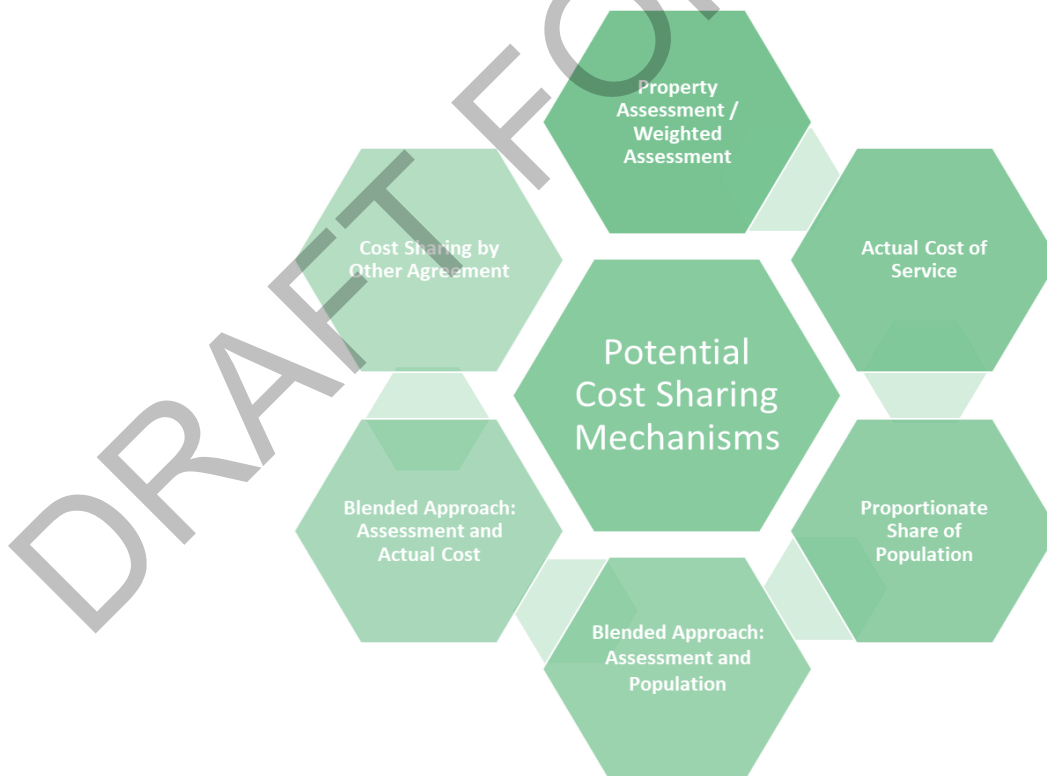 DRAFT FO
Property
Assessment /
Weighted
Assessment
Actual Cost of
Service
Proportionate
Share of
Population
Blended Approach:
Assessment and
Population
Blended Approach:
Assessment and
Actual Cost
Cost Sharing by
Other Agreement
Potential
Cost Sharing
Mechanisms